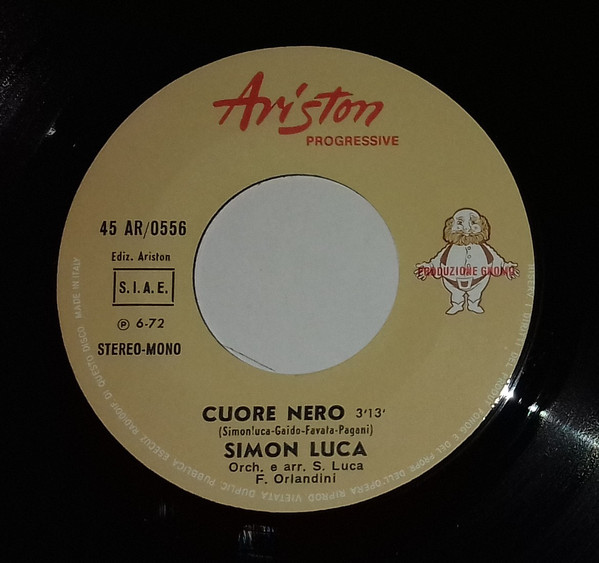 Ariston
PROGRESSIVE
45 AR/0556
Ediz. Ariston
S.I.A.E.
℗ 6-72
STEREO-MONO
PRODUZIONE GNOMO
CUORE NERO 3'13'
(Simonluca-Gaido-Favata-Pagani)
SIMON LUCA
Orch. e arr. S. Luca
F. Orlandini
MADE IN ITALY